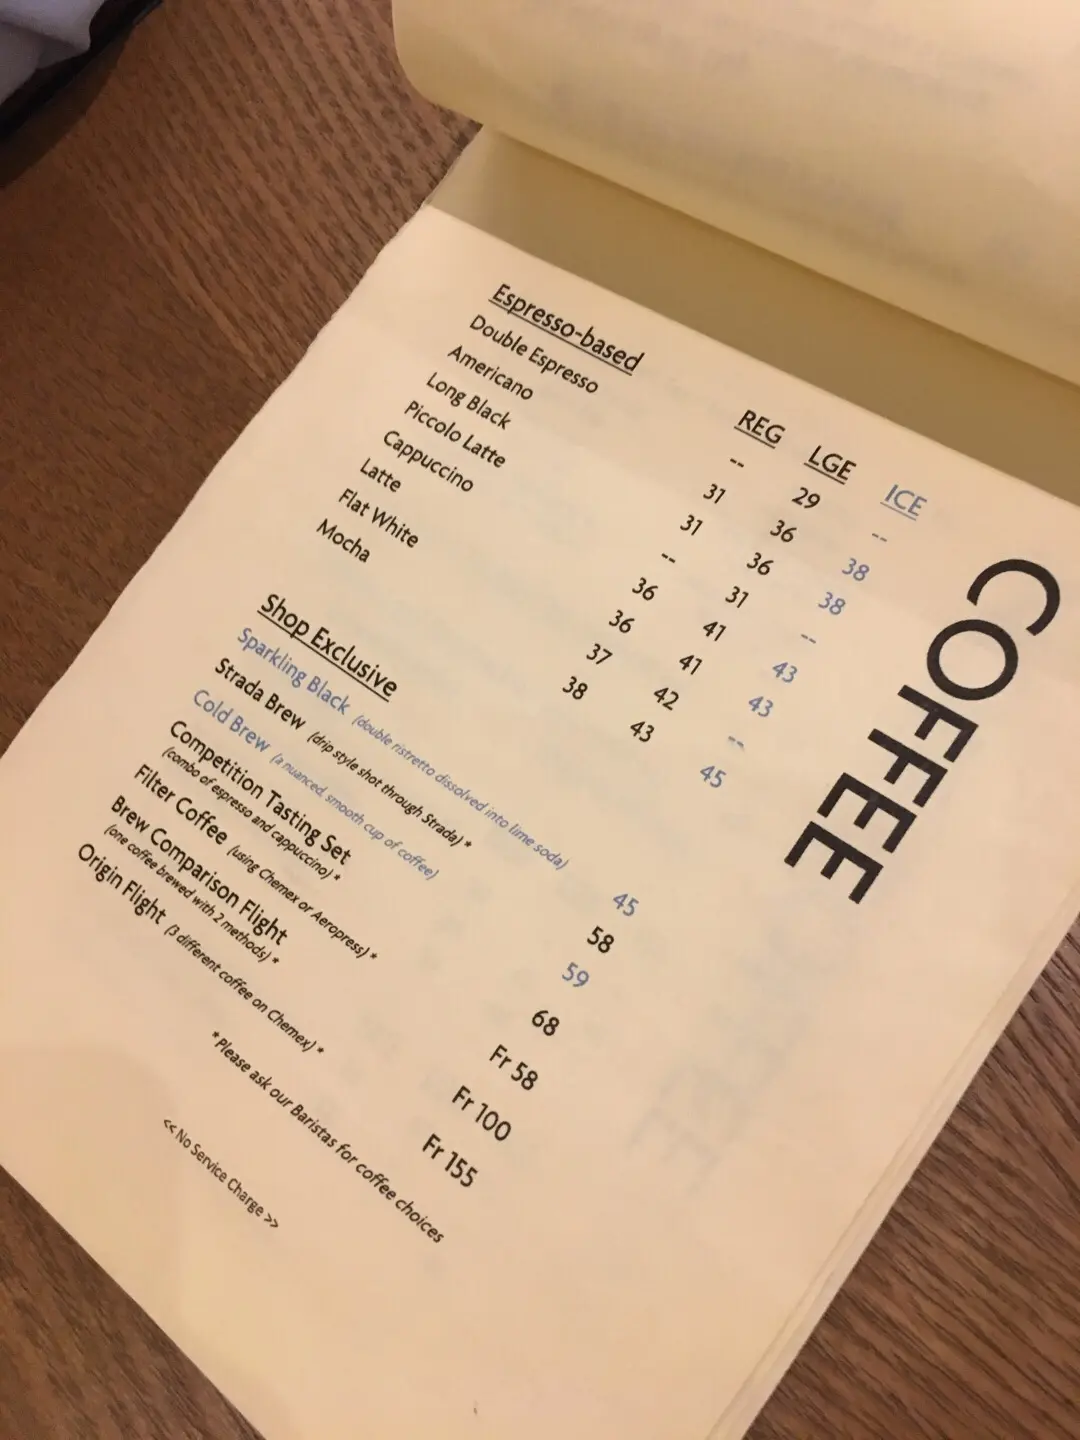 COFFEE
Espresso-based REG LGE ICE
Double Espresso -- 29 --
Americano 31 36 38
Long Black 31 36 38
Piccolo Latte -- 31 --
Cappuccino 36 41 43
Latte 36 41 43
Flat White 37 42 --
Mocha 38 43 45
Shop Exclusive
Sparkling Black (double ristretto dissolved into lime soda) 45
Strada Brew (drip style shot through Strada) * 58
Cold Brew (a nuanced, smooth cup of coffee) 59
Competition Tasting Set 68
(combo of espresso and cappuccino) *
Filter Coffee (using Chemex or Aeropress) * Fr 58
Brew Comparison Flight Fr 100
(one coffee brewed with 2 methods) *
Origin Flight (3 different coffee on Chemex) * Fr 155
* Please ask our Baristas for coffee choices
<< No Service Charge >>